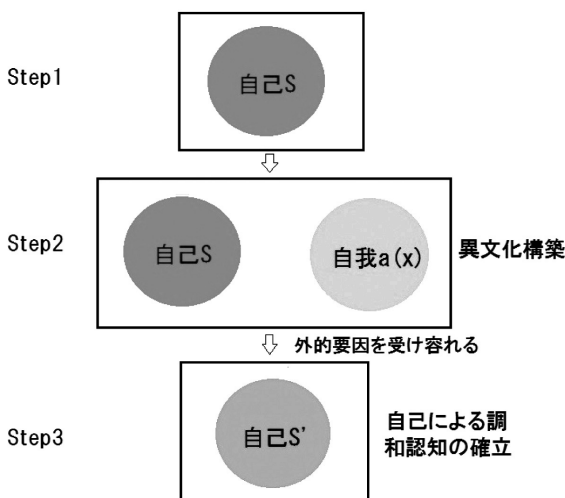 Step1
自己S
Step2
自己S
自我a(x)
異文化構築
外的要因を受け容れる
Step3
自己S'
自己による調
和認知の確立